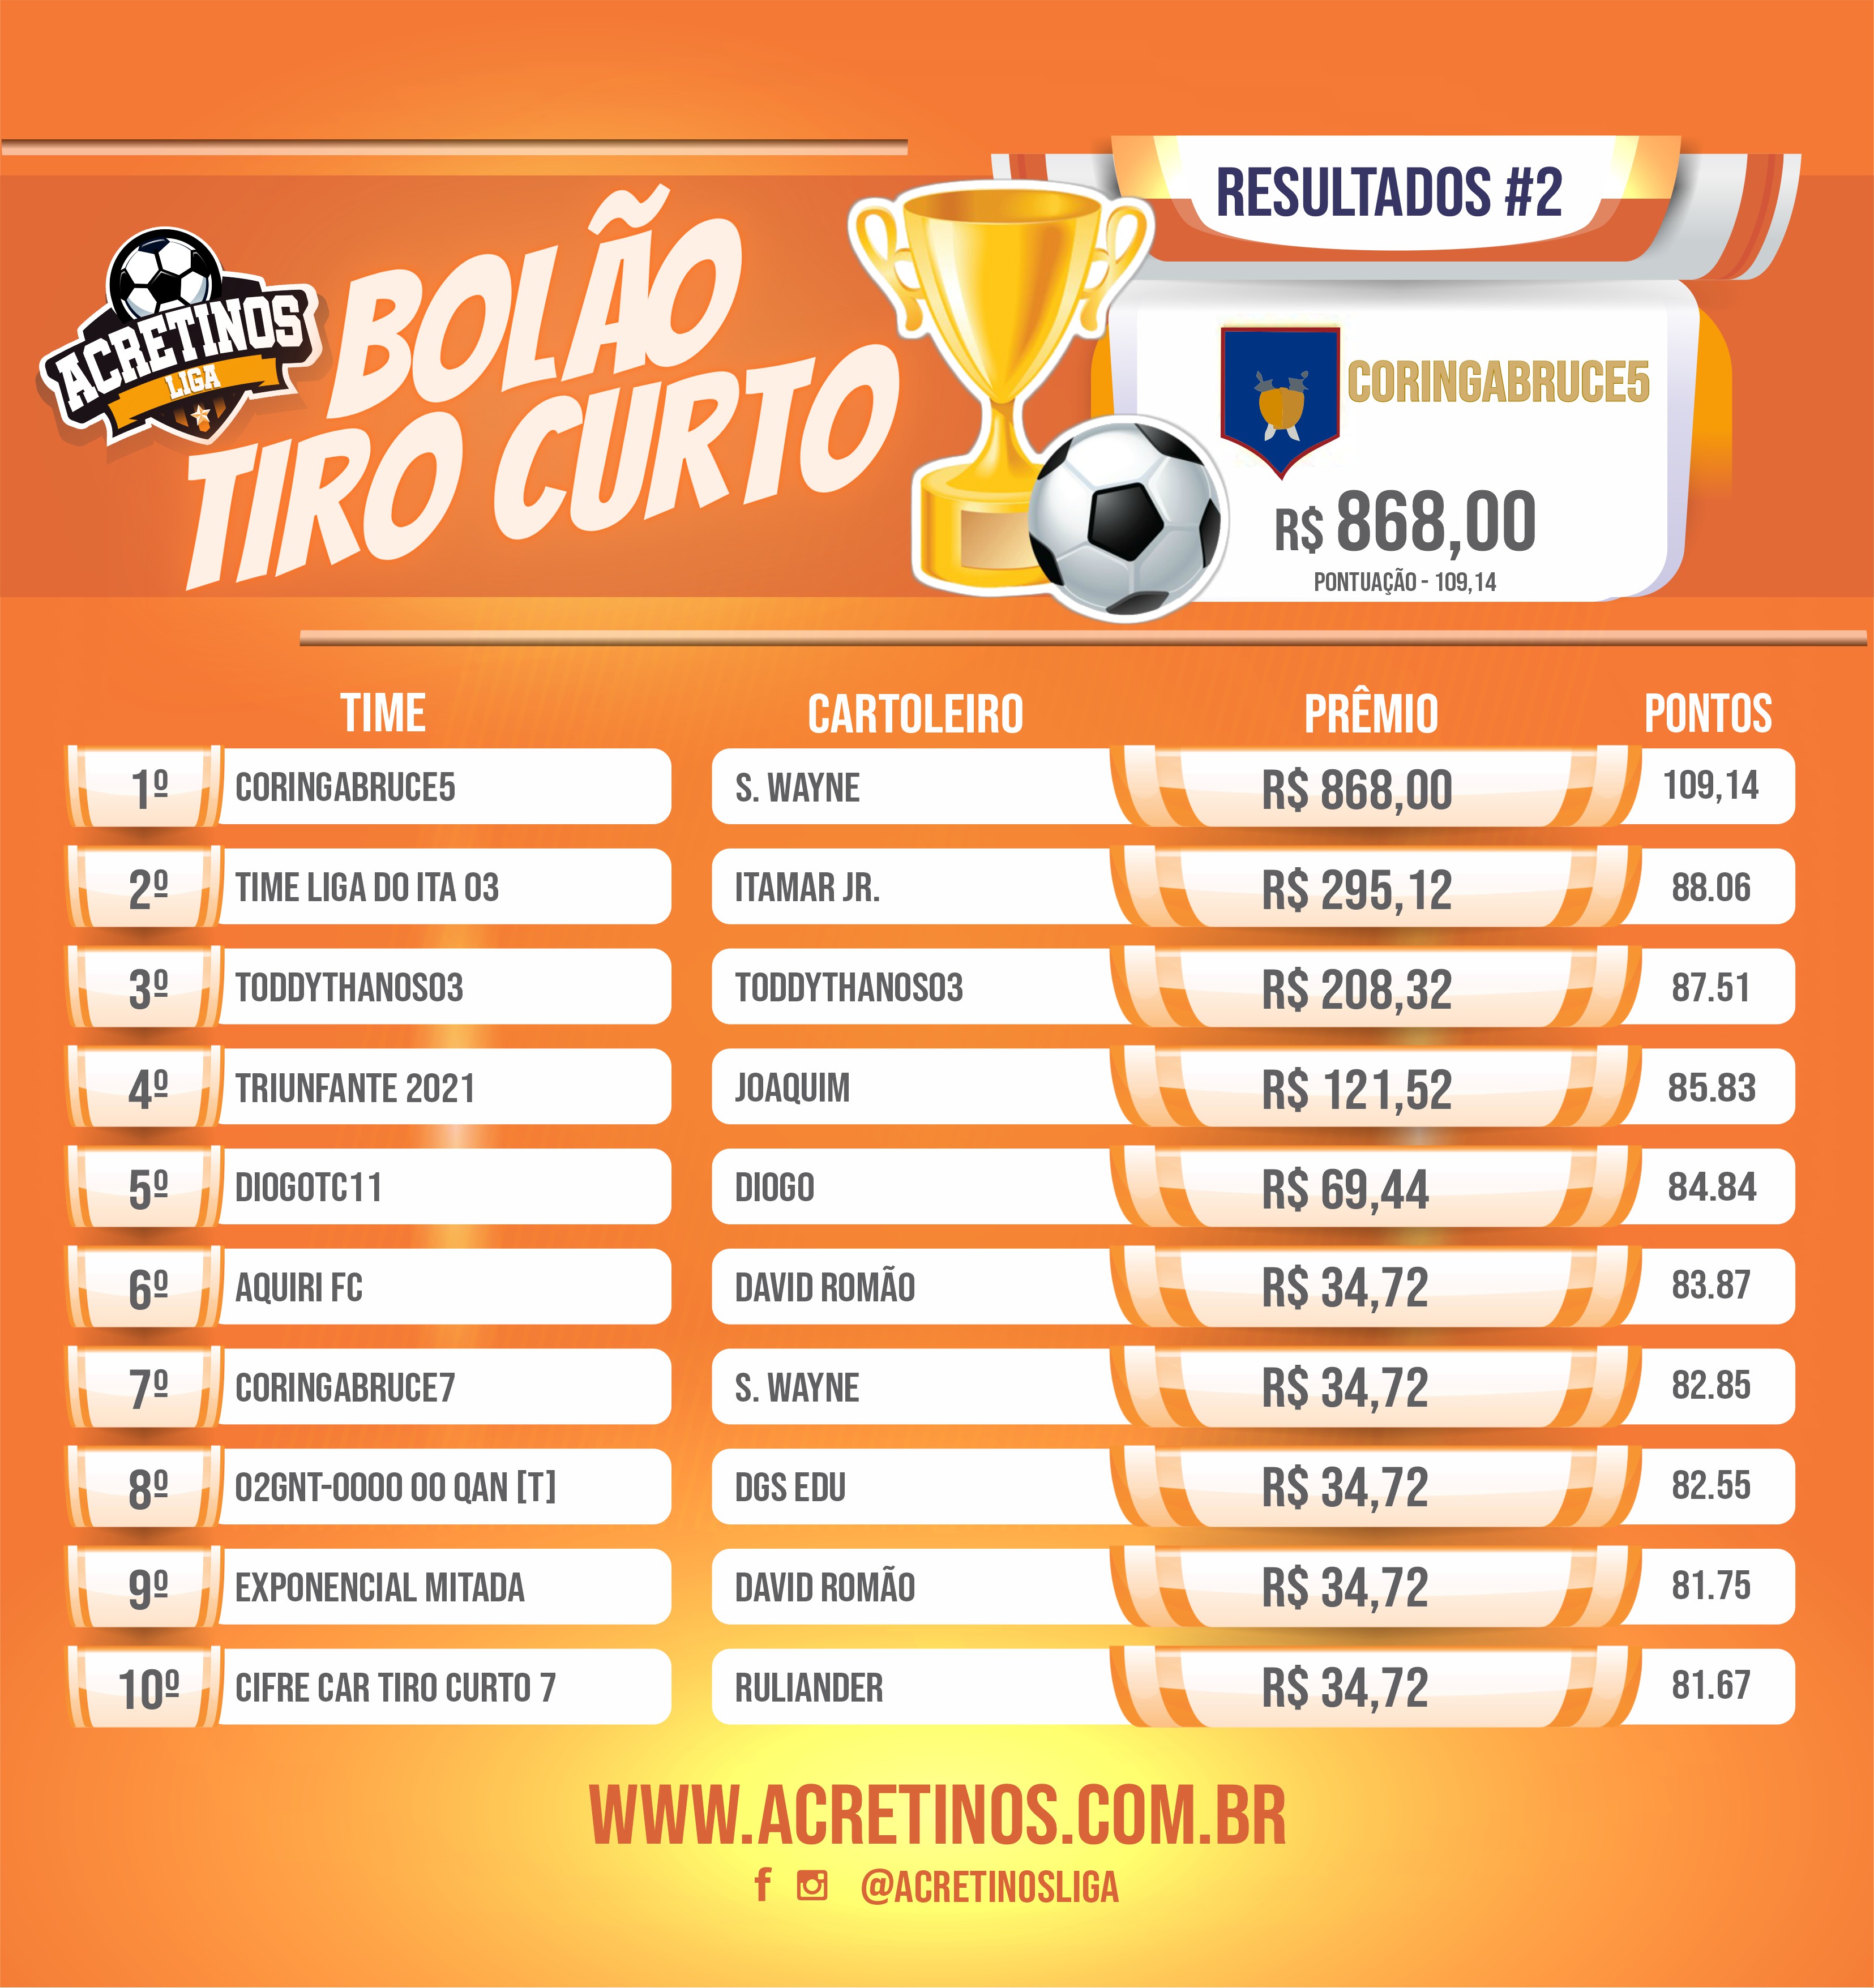 RESULTADOS #2
ACRETINOS
LIGA
BOLÃO
TIRO CURTO
CORINGABRUCE5
R$ 868,00
PONTUAÇÃO - 109,14
TIME CARTOLEIRO PRÊMIO PONTOS
1º CORINGABRUCE5 S. WAYNE R$ 868,00 109,14
2º TIME LIGA DO ITA 03 ITAMAR JR. R$ 295,12 88.06
3º TODDYTHANOS03 TODDYTHANOS03 R$ 208,32 87.51
4º TRIUNFANTE 2021 JOAQUIM R$ 121,52 85.83
5º DIOGOTC11 DIOGO R$ 69,44 84.84
6º AQUIRI FC DAVID ROMÃO R$ 34,72 83.87
7º CORINGABRUCE7 S. WAYNE R$ 34,72 82.85
8º 02GNT-0000 00 QAN [T] DGS EDU R$ 34,72 82.55
9º EXPONENCIAL MITADA DAVID ROMÃO R$ 34,72 81.75
10º CIFRE CAR TIRO CURTO 7 RULIANDER R$ 34,72 81.67
WWW.ACRETINOS.COM.BR
@ACRETINOSLIGA